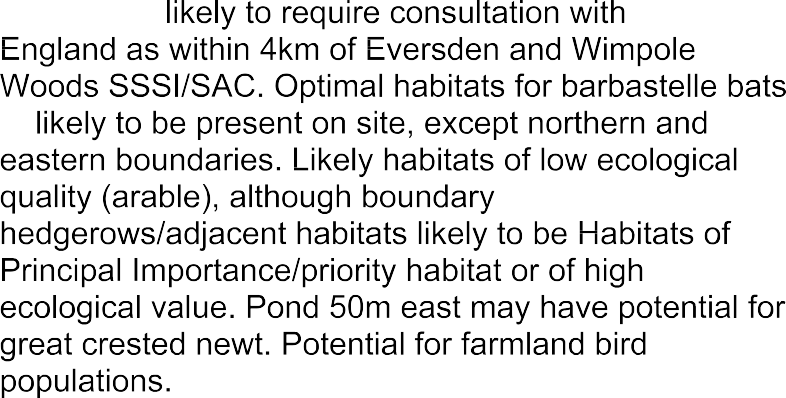 likely to require consultation with
England as within 4km of Eversden and Wimpole
Woods SSSI/SAC. Optimal habitats for barbastelle bats
likely to be present on site, except northern and
eastern boundaries. Likely habitats of low ecological
quality (arable), although boundary
hedgerows/adjacent habitats likely to be Habitats of
Principal Importance/priority habitat or of high
ecological value. Pond 50m east may have potential for
great crested newt. Potential for farmland bird
populations.